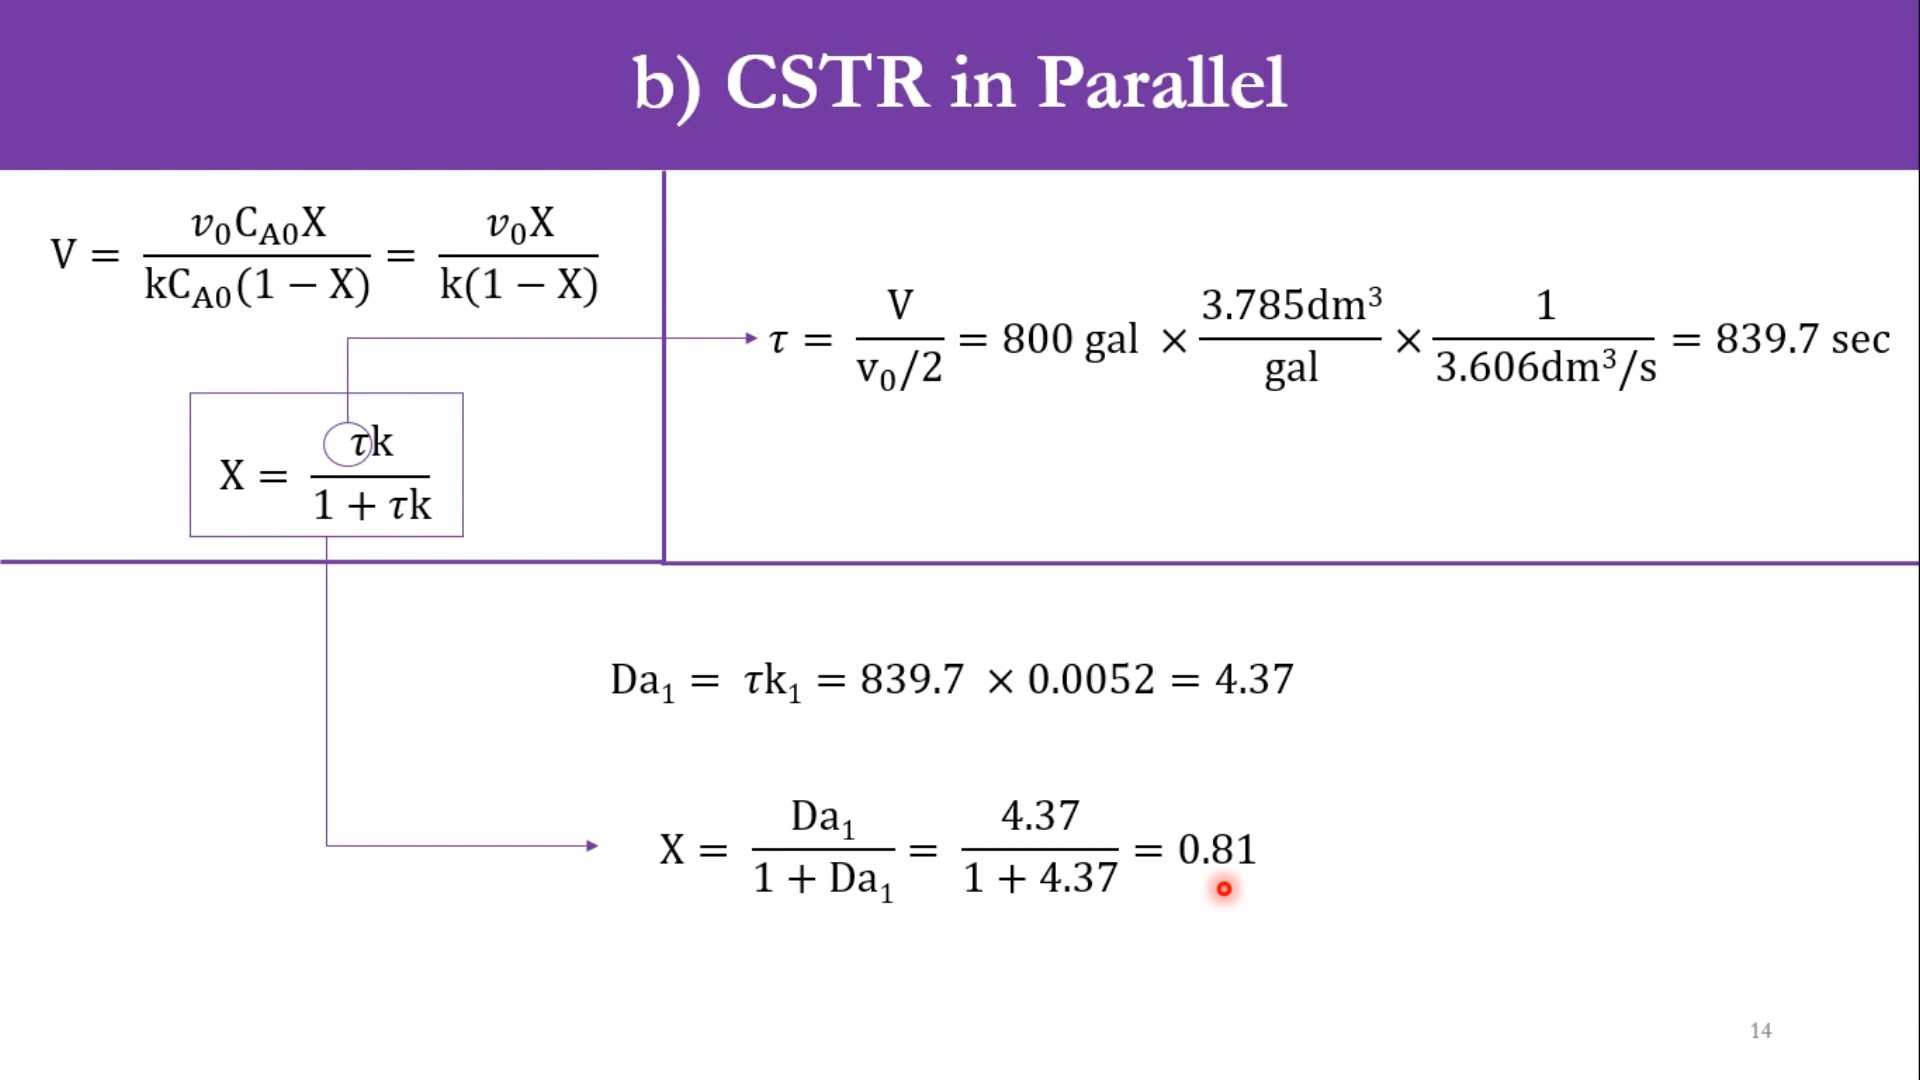 b) CSTR in Parallel
V = v₀C_A0X / kC_A0(1 − X) = v₀X / k(1 − X)
τ = V / v₀/2 = 800 gal × 3.785dm³ / gal × 1 / 3.606dm³/s = 839.7 sec
X = τk / 1 + τk
Da₁ = τk₁ = 839.7 × 0.0052 = 4.37
X = Da₁ / 1 + Da₁ = 4.37 / 1 + 4.37 = 0.81
14